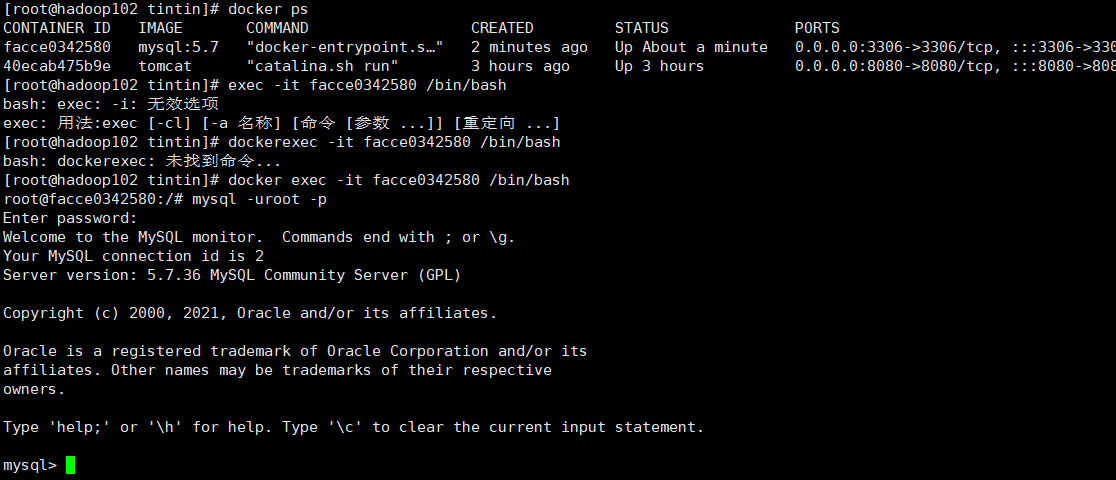 [root@hadoop102 tintin]# docker ps
CONTAINER ID   IMAGE       COMMAND                  CREATED         STATUS              PORTS
facce0342580   mysql:5.7   "docker-entrypoint.s…"   2 minutes ago   Up About a minute   0.0.0.0:3306->3306/tcp, :::3306->330
40ecab475b9e   tomcat      "catalina.sh run"        3 hours ago     Up 3 hours          0.0.0.0:8080->8080/tcp, :::8080->808
[root@hadoop102 tintin]# exec -it facce0342580 /bin/bash
bash: exec: -i: 无效选项
exec: 用法:exec [-cl] [-a 名称] [命令 [参数 ...]] [重定向 ...]
[root@hadoop102 tintin]# dockerexec -it facce0342580 /bin/bash
bash: dockerexec: 未找到命令...
[root@hadoop102 tintin]# docker exec -it facce0342580 /bin/bash
root@facce0342580:/# mysql -uroot -p
Enter password:
Welcome to the MySQL monitor.  Commands end with ; or \g.
Your MySQL connection id is 2
Server version: 5.7.36 MySQL Community Server (GPL)

Copyright (c) 2000, 2021, Oracle and/or its affiliates.

Oracle is a registered trademark of Oracle Corporation and/or its
affiliates. Other names may be trademarks of their respective
owners.

Type 'help;' or '\h' for help. Type '\c' to clear the current input statement.

mysql>